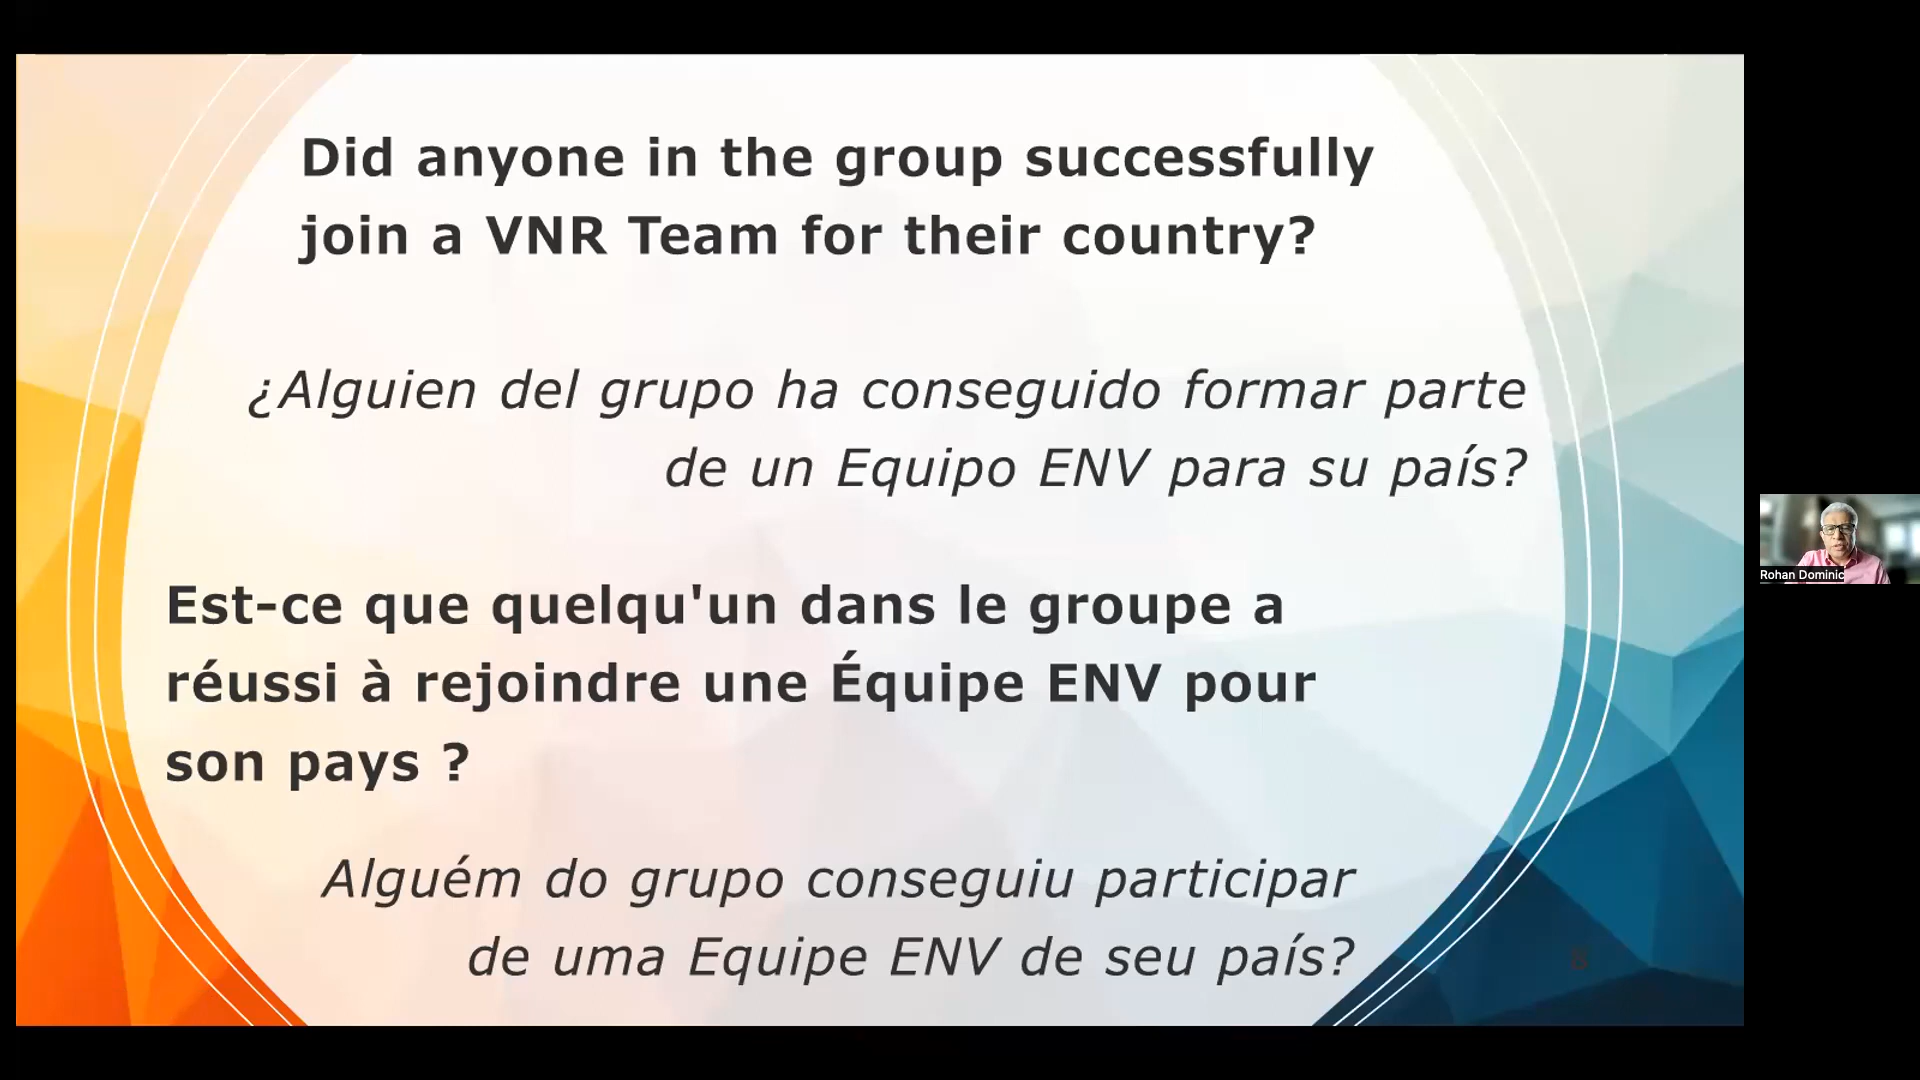 Did anyone in the group successfully
join a VNR Team for their country?
¿Alguien del grupo ha conseguido formar parte
de un Equipo ENV para su país?
Est-ce que quelqu'un dans le groupe a
réussi à rejoindre une Équipe ENV pour
son pays ?
Alguém do grupo conseguiu participar
de uma Equipe ENV de seu país?
Rohan Dominic